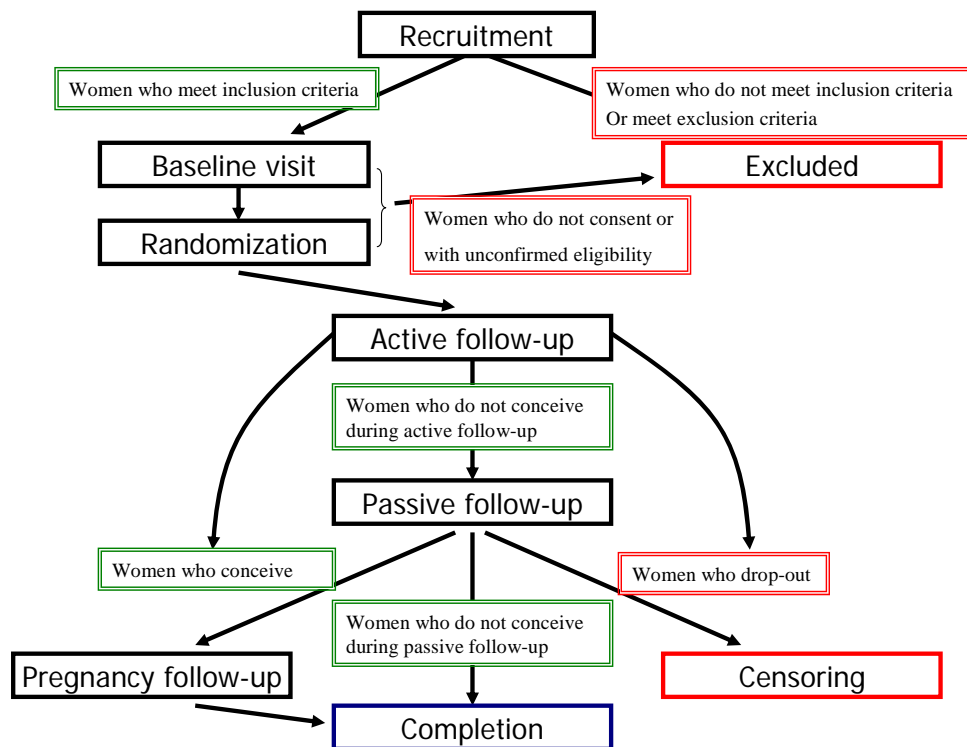 Recruitment
Women who meet inclusion criteria
Women who do not meet inclusion criteria
Or meet exclusion criteria
Baseline visit
Excluded
Women who do not consent or
with unconfirmed eligibility
Randomization
Active follow-up
Women who do not conceive
during active follow-up
Passive follow-up
Women who conceive
Women who drop-out
Women who do not conceive
during passive follow-up
Pregnancy follow-up
Censoring
Completion